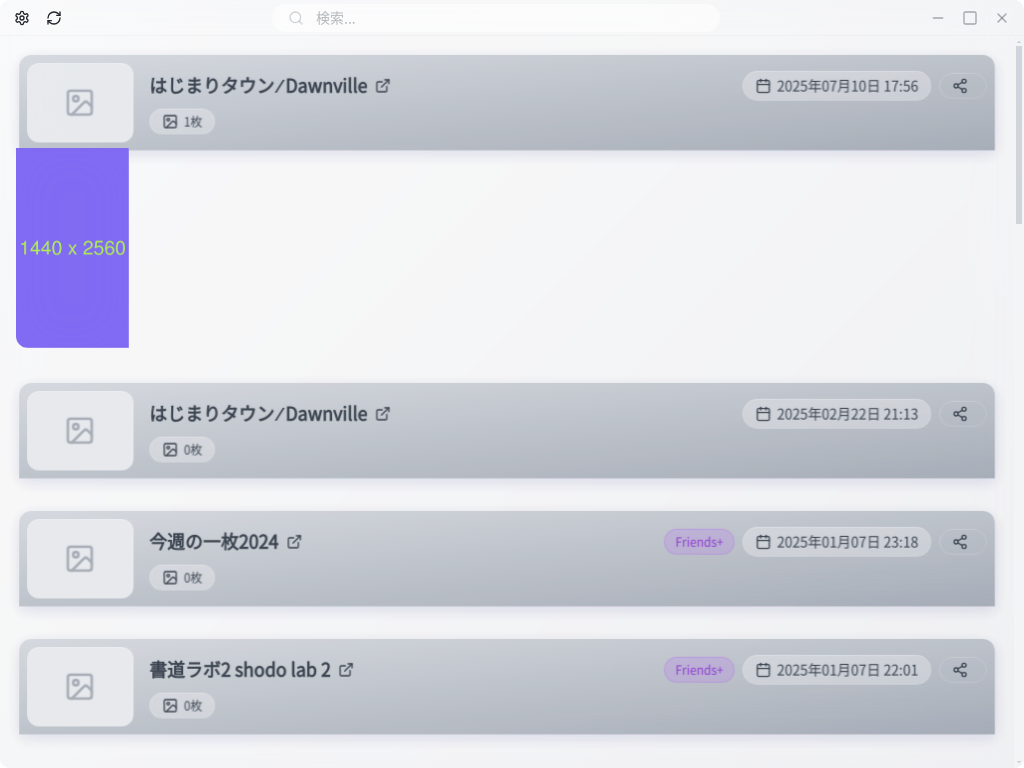 検索...
はじまりタウン⁄Dawnville
2025年07月10日 17:56
1枚
1440 x 2560
はじまりタウン⁄Dawnville
2025年02月22日 21:13
0枚
今週の一枚2024
Friends+
2025年01月07日 23:18
0枚
書道ラボ2 shodo lab 2
Friends+
2025年01月07日 22:01
0枚